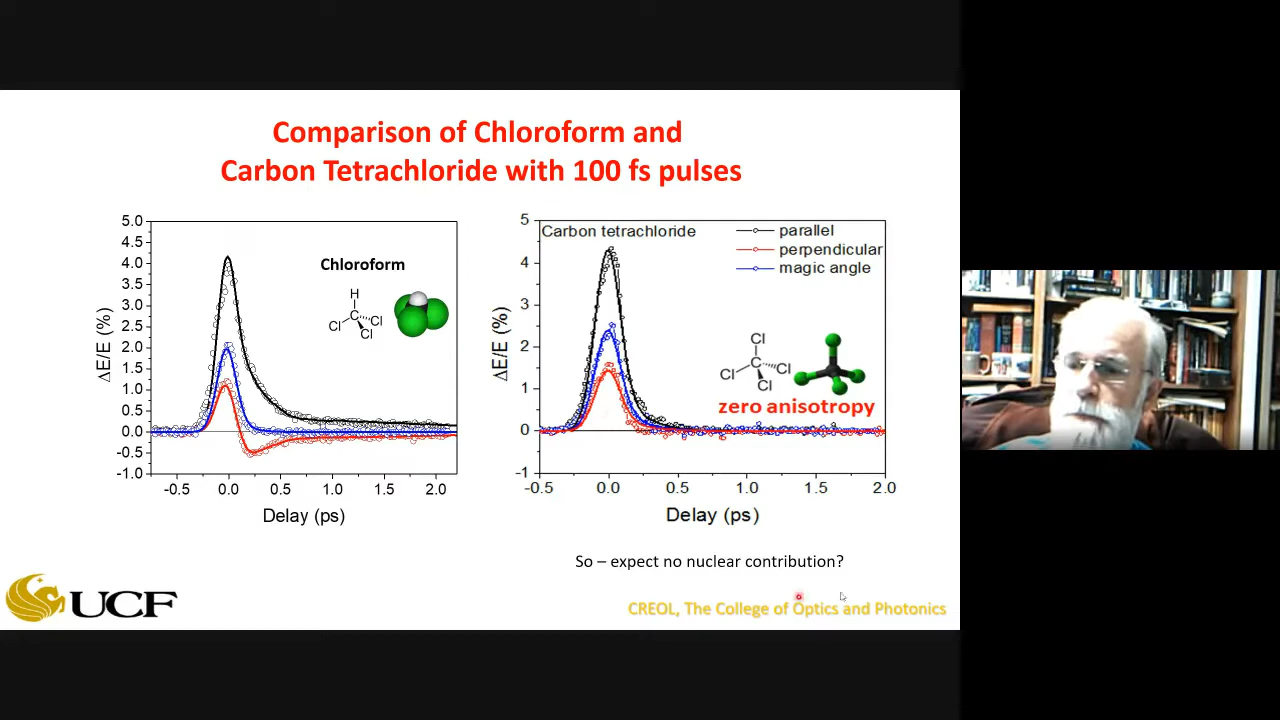 Comparison of Chloroform and
Carbon Tetrachloride with 100 fs pulses
5.0
4.5
4.0
3.5
3.0
2.5
2.0
1.5
1.0
0.5
0.0
-0.5
-1.0
ΔE/E (%)
Chloroform
H
C
Cl
Cl
Cl
-0.5
0.0
0.5
1.0
1.5
2.0
Delay (ps)
5
4
3
2
1
0
-1
ΔE/E (%)
Carbon tetrachloride
parallel
perpendicular
magic angle
Cl
C
Cl
Cl
Cl
zero anisotropy
-0.5
0.0
0.5
1.0
1.5
2.0
Delay (ps)
So – expect no nuclear contribution?
UCF
CREOL, The College of Optics and Photonics